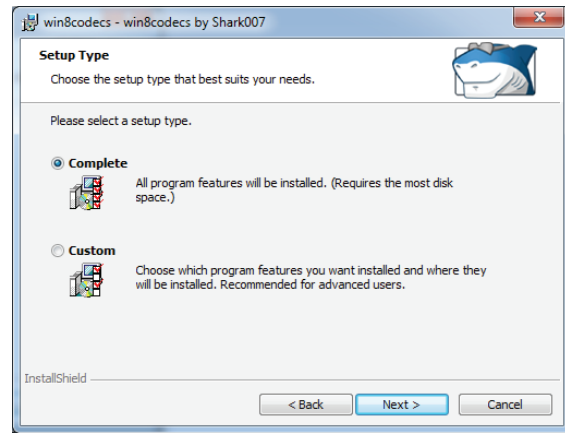 win8codecs - win8codecs by Shark007
Setup Type
Choose the setup type that best suits your needs.
Please select a setup type.
Complete
All program features will be installed. (Requires the most disk
space.)
Custom
Choose which program features you want installed and where they
will be installed. Recommended for advanced users.
InstallShield
< Back Next > Cancel